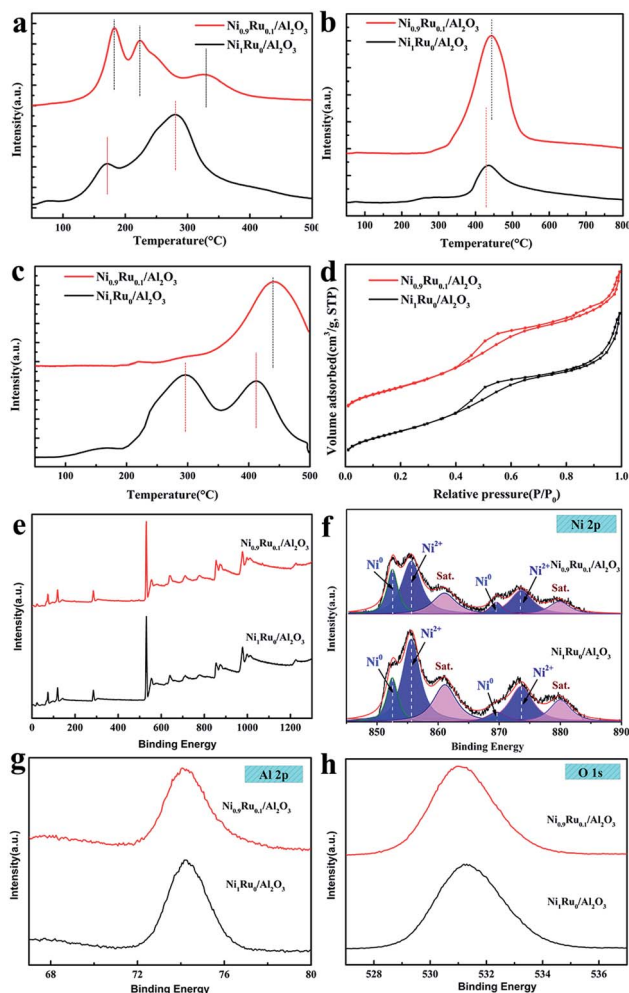 a
Ni₀.₉Ru₀.₁/Al₂O₃
Ni₁Ru₀/Al₂O₃
Intensity(a.u.)
100 200 300 400 500
Temperature(°C)
b
Ni₀.₉Ru₀.₁/Al₂O₃
Ni₁Ru₀/Al₂O₃
Intensity(a.u.)
100 200 300 400 500 600 700 800
Temperature(°C)
c
Ni₀.₉Ru₀.₁/Al₂O₃
Ni₁Ru₀/Al₂O₃
Intensity(a.u.)
100 200 300 400 500
Temperature(°C)
d
Ni₀.₉Ru₀.₁/Al₂O₃
Ni₁Ru₀/Al₂O₃
Volume adsorbed(cm³/g, STP)
0.0 0.2 0.4 0.6 0.8 1.0
Relative pressure(P/P₀)
e
Ni₀.₉Ru₀.₁/Al₂O₃
Ni₁Ru₀/Al₂O₃
Intensity(a.u.)
0 200 400 600 800 1000 1200
Binding Energy
f
Ni 2p
Ni⁰ Ni²⁺ Sat. Ni⁰ Ni²⁺ Sat.
Ni₀.₉Ru₀.₁/Al₂O₃
Ni₁Ru₀/Al₂O₃
Ni⁰ Ni²⁺ Sat. Ni⁰ Ni²⁺ Sat.
Intensity(a.u.)
850 860 870 880 890
Binding Energy
g
Al 2p
Ni₀.₉Ru₀.₁/Al₂O₃
Ni₁Ru₀/Al₂O₃
Intensity(a.u.)
68 72 76 80
Binding Energy
h
O 1s
Ni₀.₉Ru₀.₁/Al₂O₃
Ni₁Ru₀/Al₂O₃
Intensity(a.u.)
528 530 532 534 536
Binding Energy